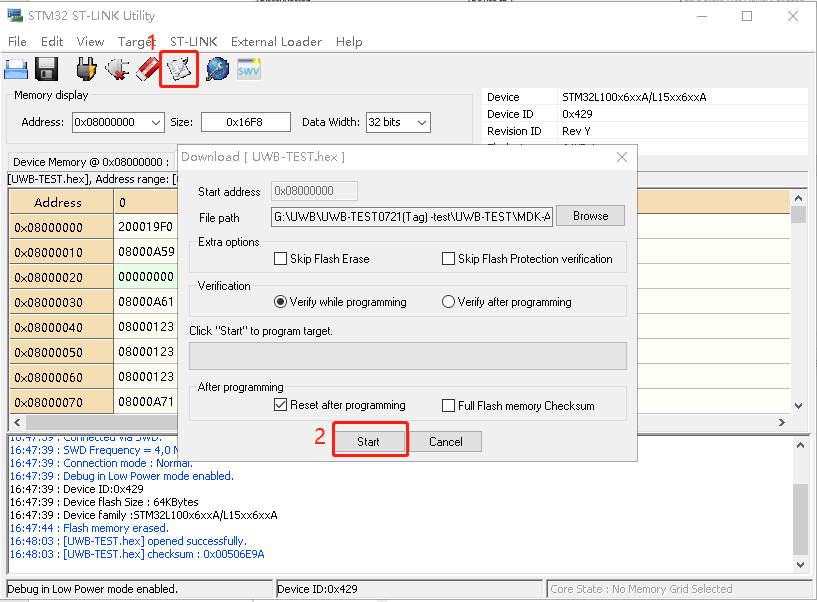 STM32 ST-LINK Utility
File Edit View Target ST-LINK External Loader Help
1
SWV
Memory display
Address: 0x08000000 Size: 0x16F8 Data Width: 32 bits
Device STM32L100x6xxA/L15xx6xxA
Device ID 0x429
Revision ID Rev Y
Device Memory @ 0x08000000 :
[UWB-TEST.hex], Address range: [
Address 0
0x08000000 200019F0
0x08000010 08000A59
0x08000020 00000000
0x08000030 08000A61
0x08000040 08000123
0x08000050 08000123
0x08000060 08000123
0x08000070 08000A71
Download [ UWB-TEST.hex ]
Start address 0x08000000
File path G:\UWB\UWB-TEST0721(Tag) -test\UWB-TEST\MDK-A Browse
Extra options
Skip Flash Erase Skip Flash Protection verification
Verification
Verify while programming Verify after programming
Click "Start" to program target.
After programming
Reset after programming Full Flash memory Checksum
2 Start Cancel
16:47:39 : Connected via SWD.
16:47:39 : SWD Frequency = 4,0 M
16:47:39 : Connection mode : Normal.
16:47:39 : Debug in Low Power mode enabled.
16:47:39 : Device ID:0x429
16:47:39 : Device flash Size : 64KBytes
16:47:39 : Device family :STM32L100x6xxA/L15xx6xxA
16:47:44 : Flash memory erased.
16:48:03 : [UWB-TEST.hex] opened successfully.
16:48:03 : [UWB-TEST.hex] checksum : 0x00506E9A
Debug in Low Power mode enabled. Device ID:0x429 Core State : No Memory Grid Selected